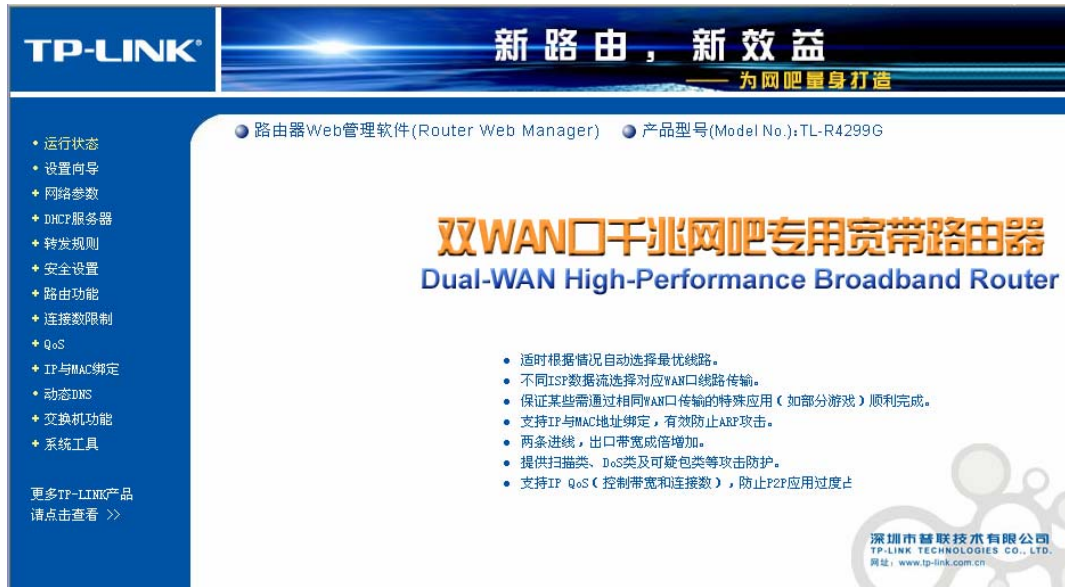 TP-LINK®
新路由，新效益
—— 为网吧量身打造
路由器Web管理软件(Router Web Manager) 产品型号(Model No.):TL-R4299G
• 运行状态
• 设置向导
+ 网络参数
+ DHCP服务器
+ 转发规则
+ 安全设置
+ 路由功能
+ 连接数限制
+ QoS
+ IP与MAC绑定
• 动态DNS
+ 交换机功能
+ 系统工具
更多TP-LINK产品
请点击查看 >>
双WAN口千兆网吧专用宽带路由器
Dual-WAN High-Performance Broadband Router
• 适时根据情况自动选择最优线路。
• 不同ISP数据流选择对应WAN口线路传输。
• 保证某些需通过相同WAN口传输的特殊应用（如部分游戏）顺利完成。
• 支持IP与MAC地址绑定，有效防止ARP攻击。
• 两条进线，出口带宽成倍增加。
• 提供扫描类、DoS类及可疑包类等攻击防护。
• 支持IP QoS（控制带宽和连接数），防止P2P应用过度
深圳市普联技术有限公司
TP-LINK TECHNOLOGIES CO., LTD.
网址：www.tp-link.com.cn